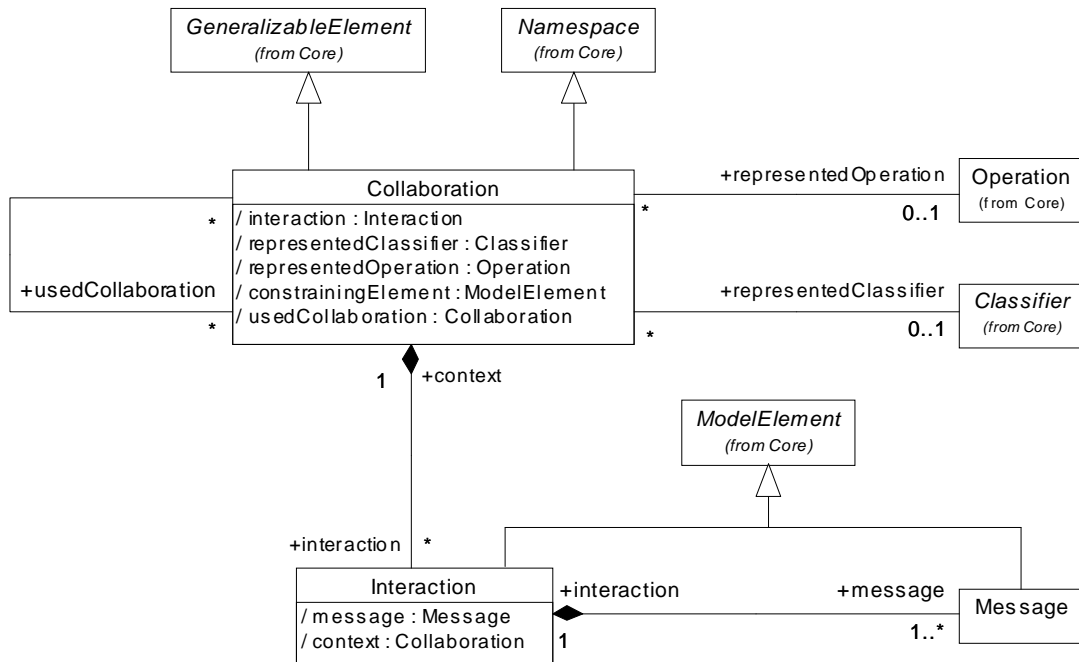 GeneralizableElement
(from Core)
Namespace
(from Core)
Collaboration
/ interaction : Interaction
/ representedClassifier : Classifier
/ representedOperation : Operation
/ constrainingElement : ModelElement
/ usedCollaboration : Collaboration
+representedOperation
*
0..1
Operation
(from Core)
+representedClassifier
*
0..1
Classifier
(from Core)
*
+usedCollaboration
*
1
+context
ModelElement
(from Core)
+interaction
*
Interaction
/ message : Message
/ context : Collaboration
+interaction
1
+message
1..*
Message